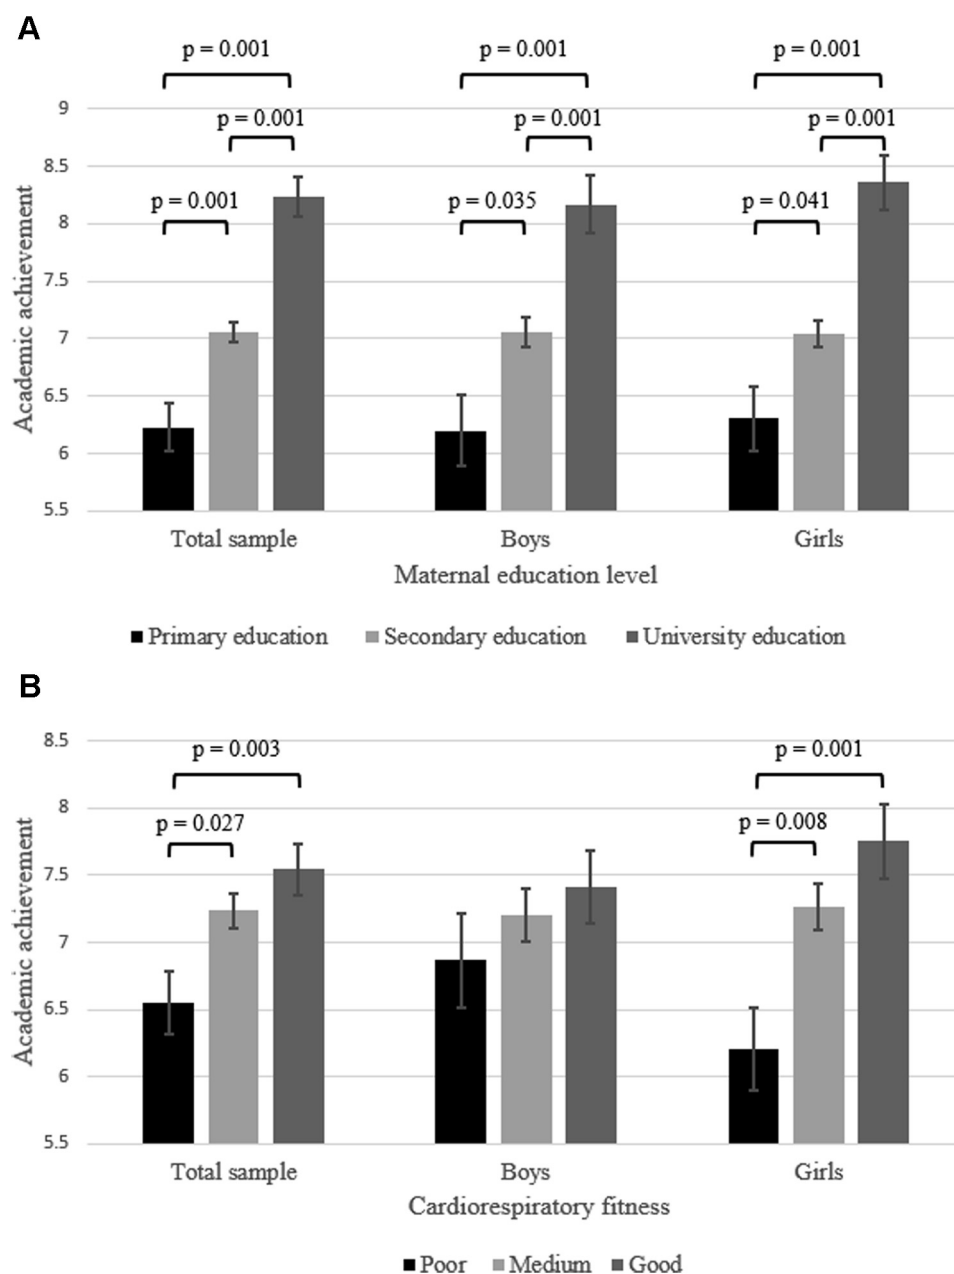 A
p = 0.001 p = 0.001 p = 0.001
9
p = 0.001 p = 0.001 p = 0.001
8.5
p = 0.001 p = 0.035 p = 0.041
8
7.5
7
6.5
6
5.5
Academic achievement
Total sample Boys Girls
Maternal education level
Primary education Secondary education University education
B
8.5
p = 0.003 p = 0.001
8
p = 0.027 p = 0.008
7.5
7
6.5
6
5.5
Academic achievement
Total sample Boys Girls
Cardiorespiratory fitness
Poor Medium Good